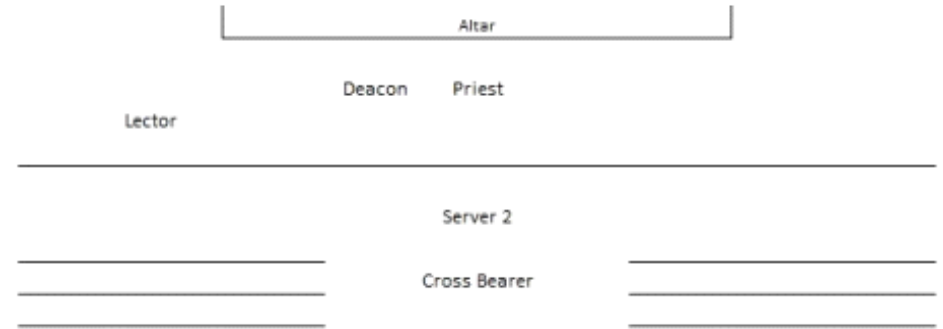 Altar
Deacon Priest
Lector
Server 2
Cross Bearer